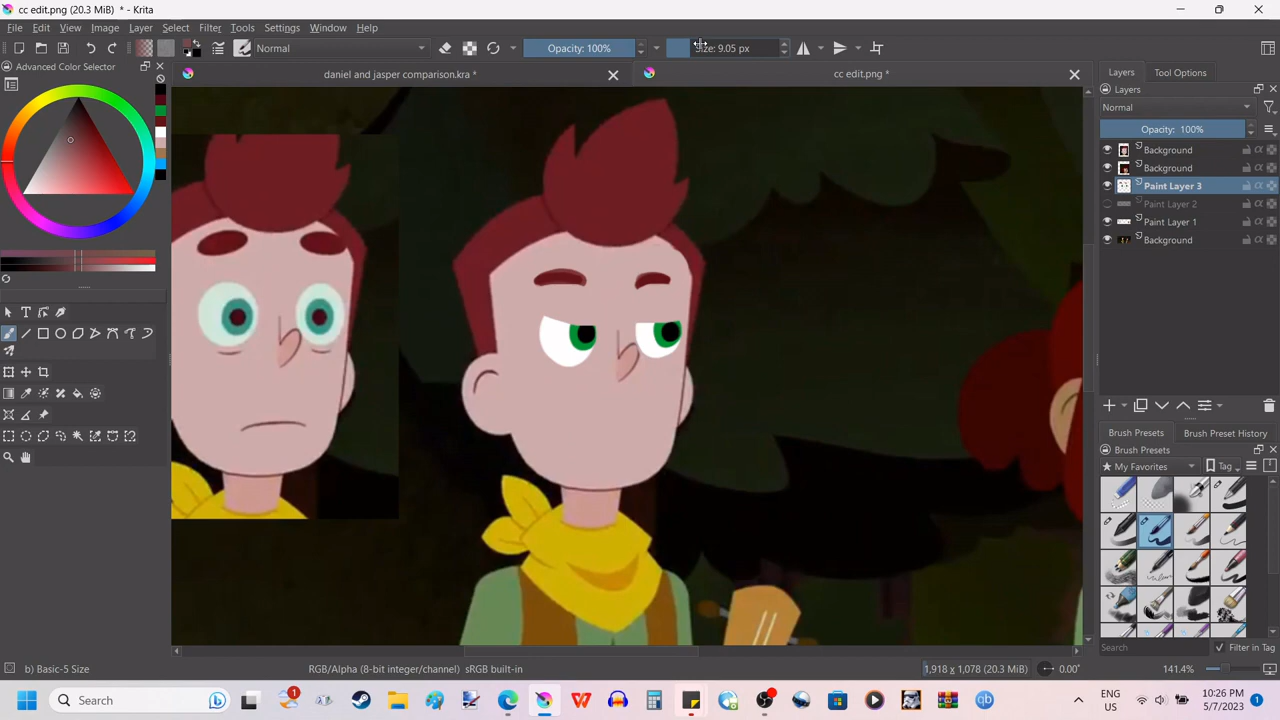 cc edit.png (20.3 MiB) * - Krita
File Edit View Image Layer Select Filter Tools Settings Window Help
Normal
Opacity: 100%
Size: 9.05 px
Advanced Color Selector
daniel and jasper comparison.kra *
cc edit.png *
Layers
Tool Options
Layers
Normal
Opacity: 100%
Background
Background
Paint Layer 3
Paint Layer 2
Paint Layer 1
Background
Brush Presets
Brush Preset History
Brush Presets
My Favorites
Tag
Search
Filter in Tag
b) Basic-5 Size
RGB/Alpha (8-bit integer/channel) sRGB built-in
1,918 x 1,078 (20.3 MiB)
0.00°
141.4%
Search
1
ENG
US
10:26 PM
5/7/2023
1
qb